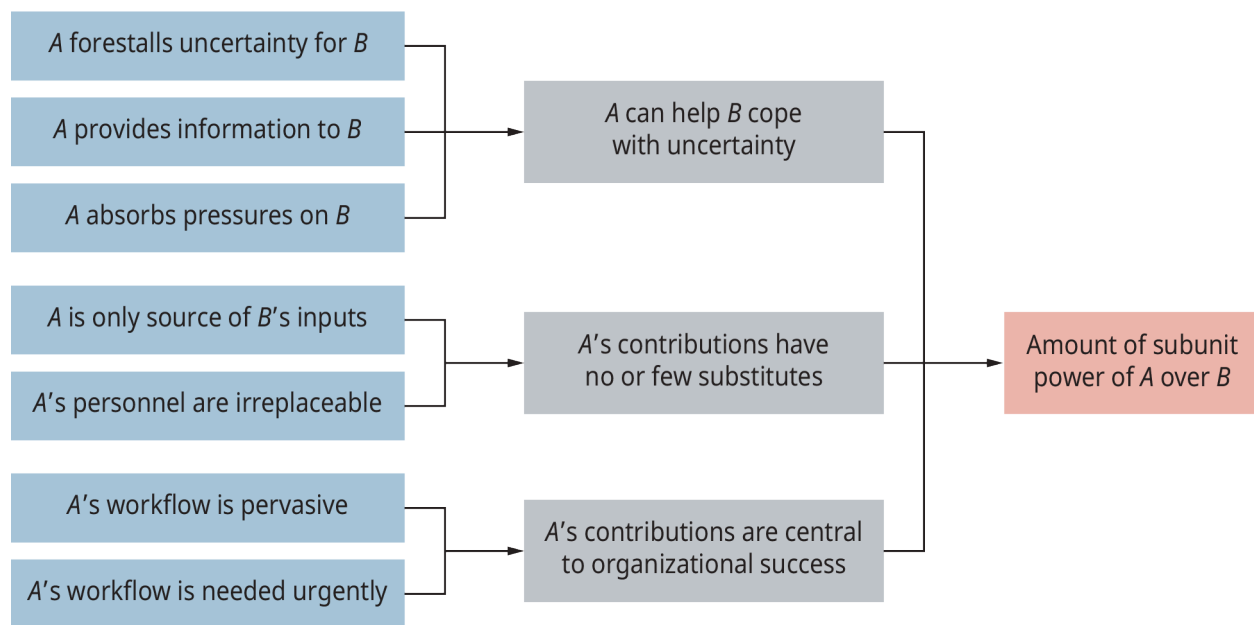 A forestalls uncertainty for B
A provides information to B
A absorbs pressures on B
A is only source of B’s inputs
A’s personnel are irreplaceable
A’s workflow is pervasive
A’s workflow is needed urgently
A can help B cope
with uncertainty
A’s contributions have
no or few substitutes
A’s contributions are central
to organizational success
Amount of subunit
power of A over B